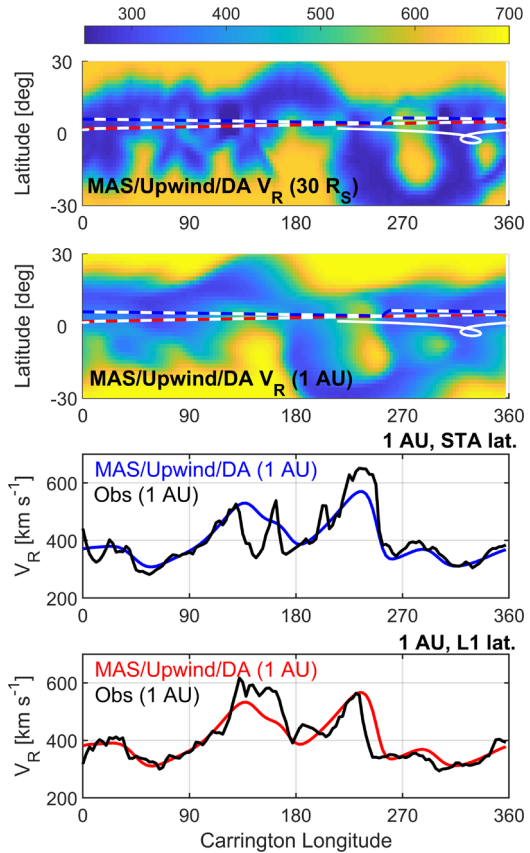 300 400 500 600 700
30
0
-30
Latitude [deg]
MAS/Upwind/DA V_R (30 R_S)
0 90 180 270 360
30
0
-30
Latitude [deg]
MAS/Upwind/DA V_R (1 AU)
0 90 180 270 360
1 AU, STA lat.
600
400
200
V_R [km s^-1]
MAS/Upwind/DA (1 AU)
Obs (1 AU)
0 90 180 270 360
1 AU, L1 lat.
600
400
200
V_R [km s^-1]
MAS/Upwind/DA (1 AU)
Obs (1 AU)
0 90 180 270 360
Carrington Longitude